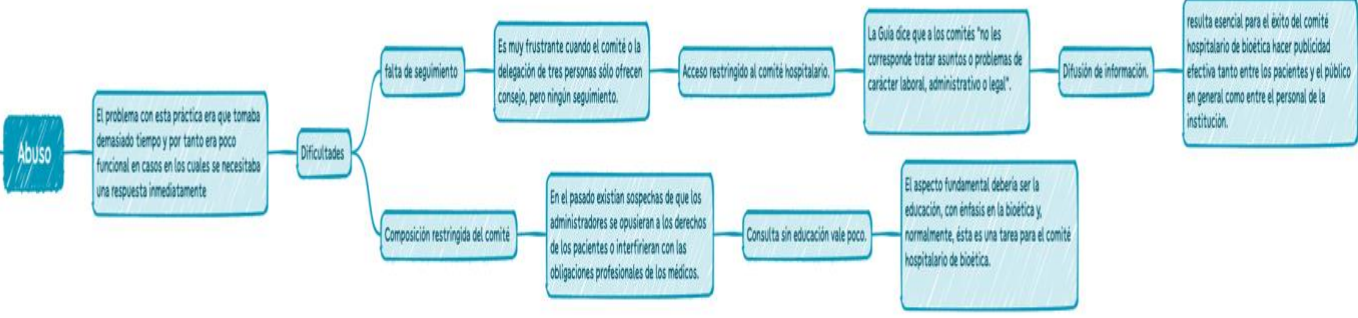 Abuso
El problema con esta práctica era que tomaba
demasiado tiempo y por tanto era poco
funcional en casos en los cuales se necesitaba
una respuesta inmediatamente
Dificultades
falta de seguimiento
Es muy frustrante cuando el comité o la
delegación de tres personas sólo ofrecen
consejo, pero ningún seguimiento.
Acceso restringido al comité hospitalario.
La Guía dice que a los comités "no les
corresponde tratar asuntos o problemas de
carácter laboral, administrativo o legal".
Difusión de información.
resulta esencial para el éxito del comité
hospitalario de bioética hacer publicidad
efectiva tanto entre los pacientes y el público
en general como entre el personal de la
institución.
Composición restringida del comité
En el pasado existían sospechas de que los
administradores se opusieran a los derechos
de los pacientes o interfirieran con las
obligaciones profesionales de los médicos.
Consulta sin educación vale poco.
El aspecto fundamental debería ser la
educación, con énfasis en la bioética y,
normalmente, ésta es una tarea para el comité
hospitalario de bioética.